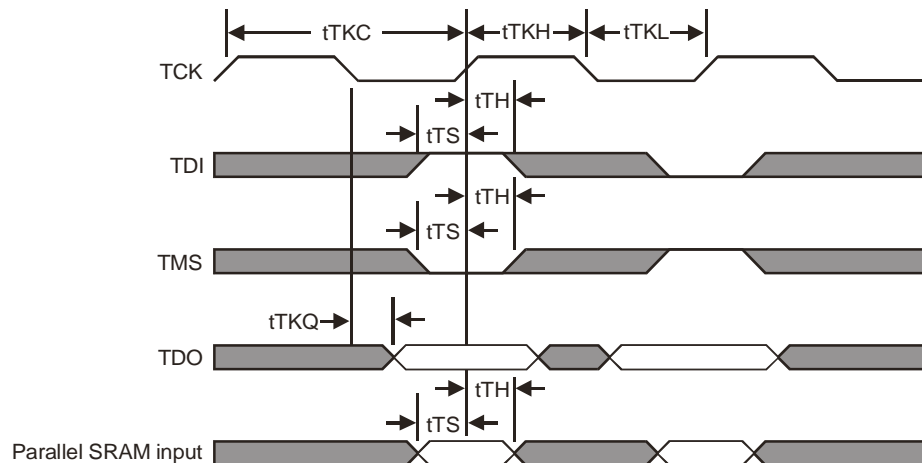 tTKC
tTKH
tTKL
TCK
tTH
tTS
TDI
tTH
tTS
TMS
tTKQ
TDO
tTH
tTS
Parallel SRAM input